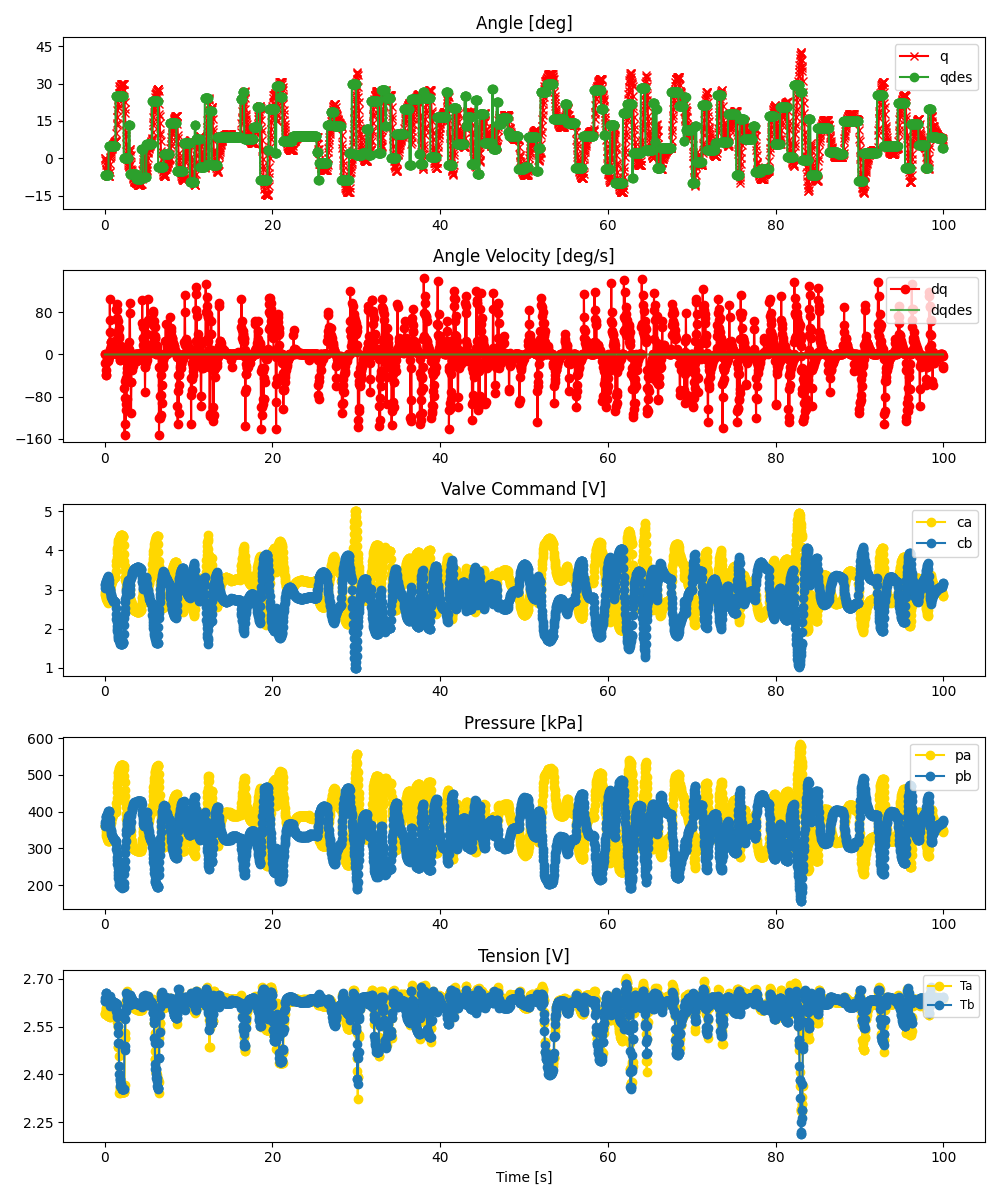 Angle [deg]
45
30
15
0
−15
q
qdes
0 20 40 60 80 100
Angle Velocity [deg/s]
80
0
−80
−160
dq
dqdes
0 20 40 60 80 100
Valve Command [V]
5
4
3
2
1
ca
cb
0 20 40 60 80 100
Pressure [kPa]
600
500
400
300
200
pa
pb
0 20 40 60 80 100
Tension [V]
2.70
2.55
2.40
2.25
Ta
Tb
0 20 40 60 80 100
Time [s]